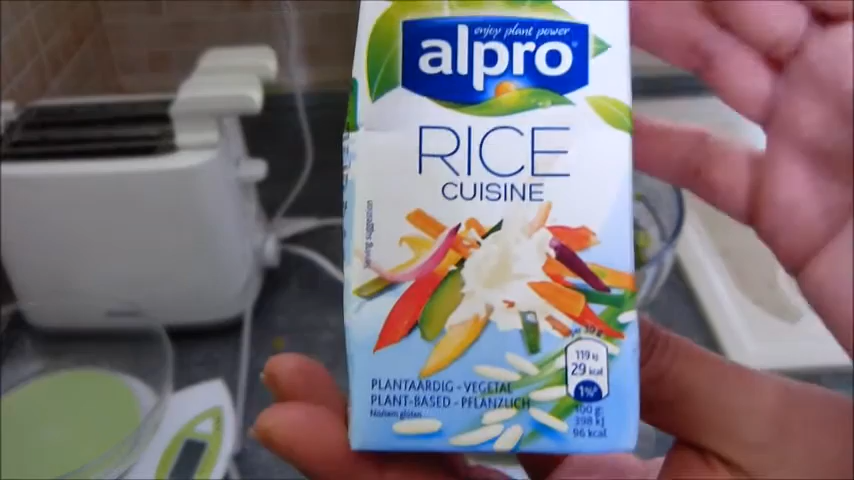 enjoy plant power
alpro
RICE
CUISINE
119 kJ
29 kcal
1%
PLANTAARDIG - VEGETAL
PLANT-BASED - PFLANZLICH
100 g:
398 kJ
96 kcal